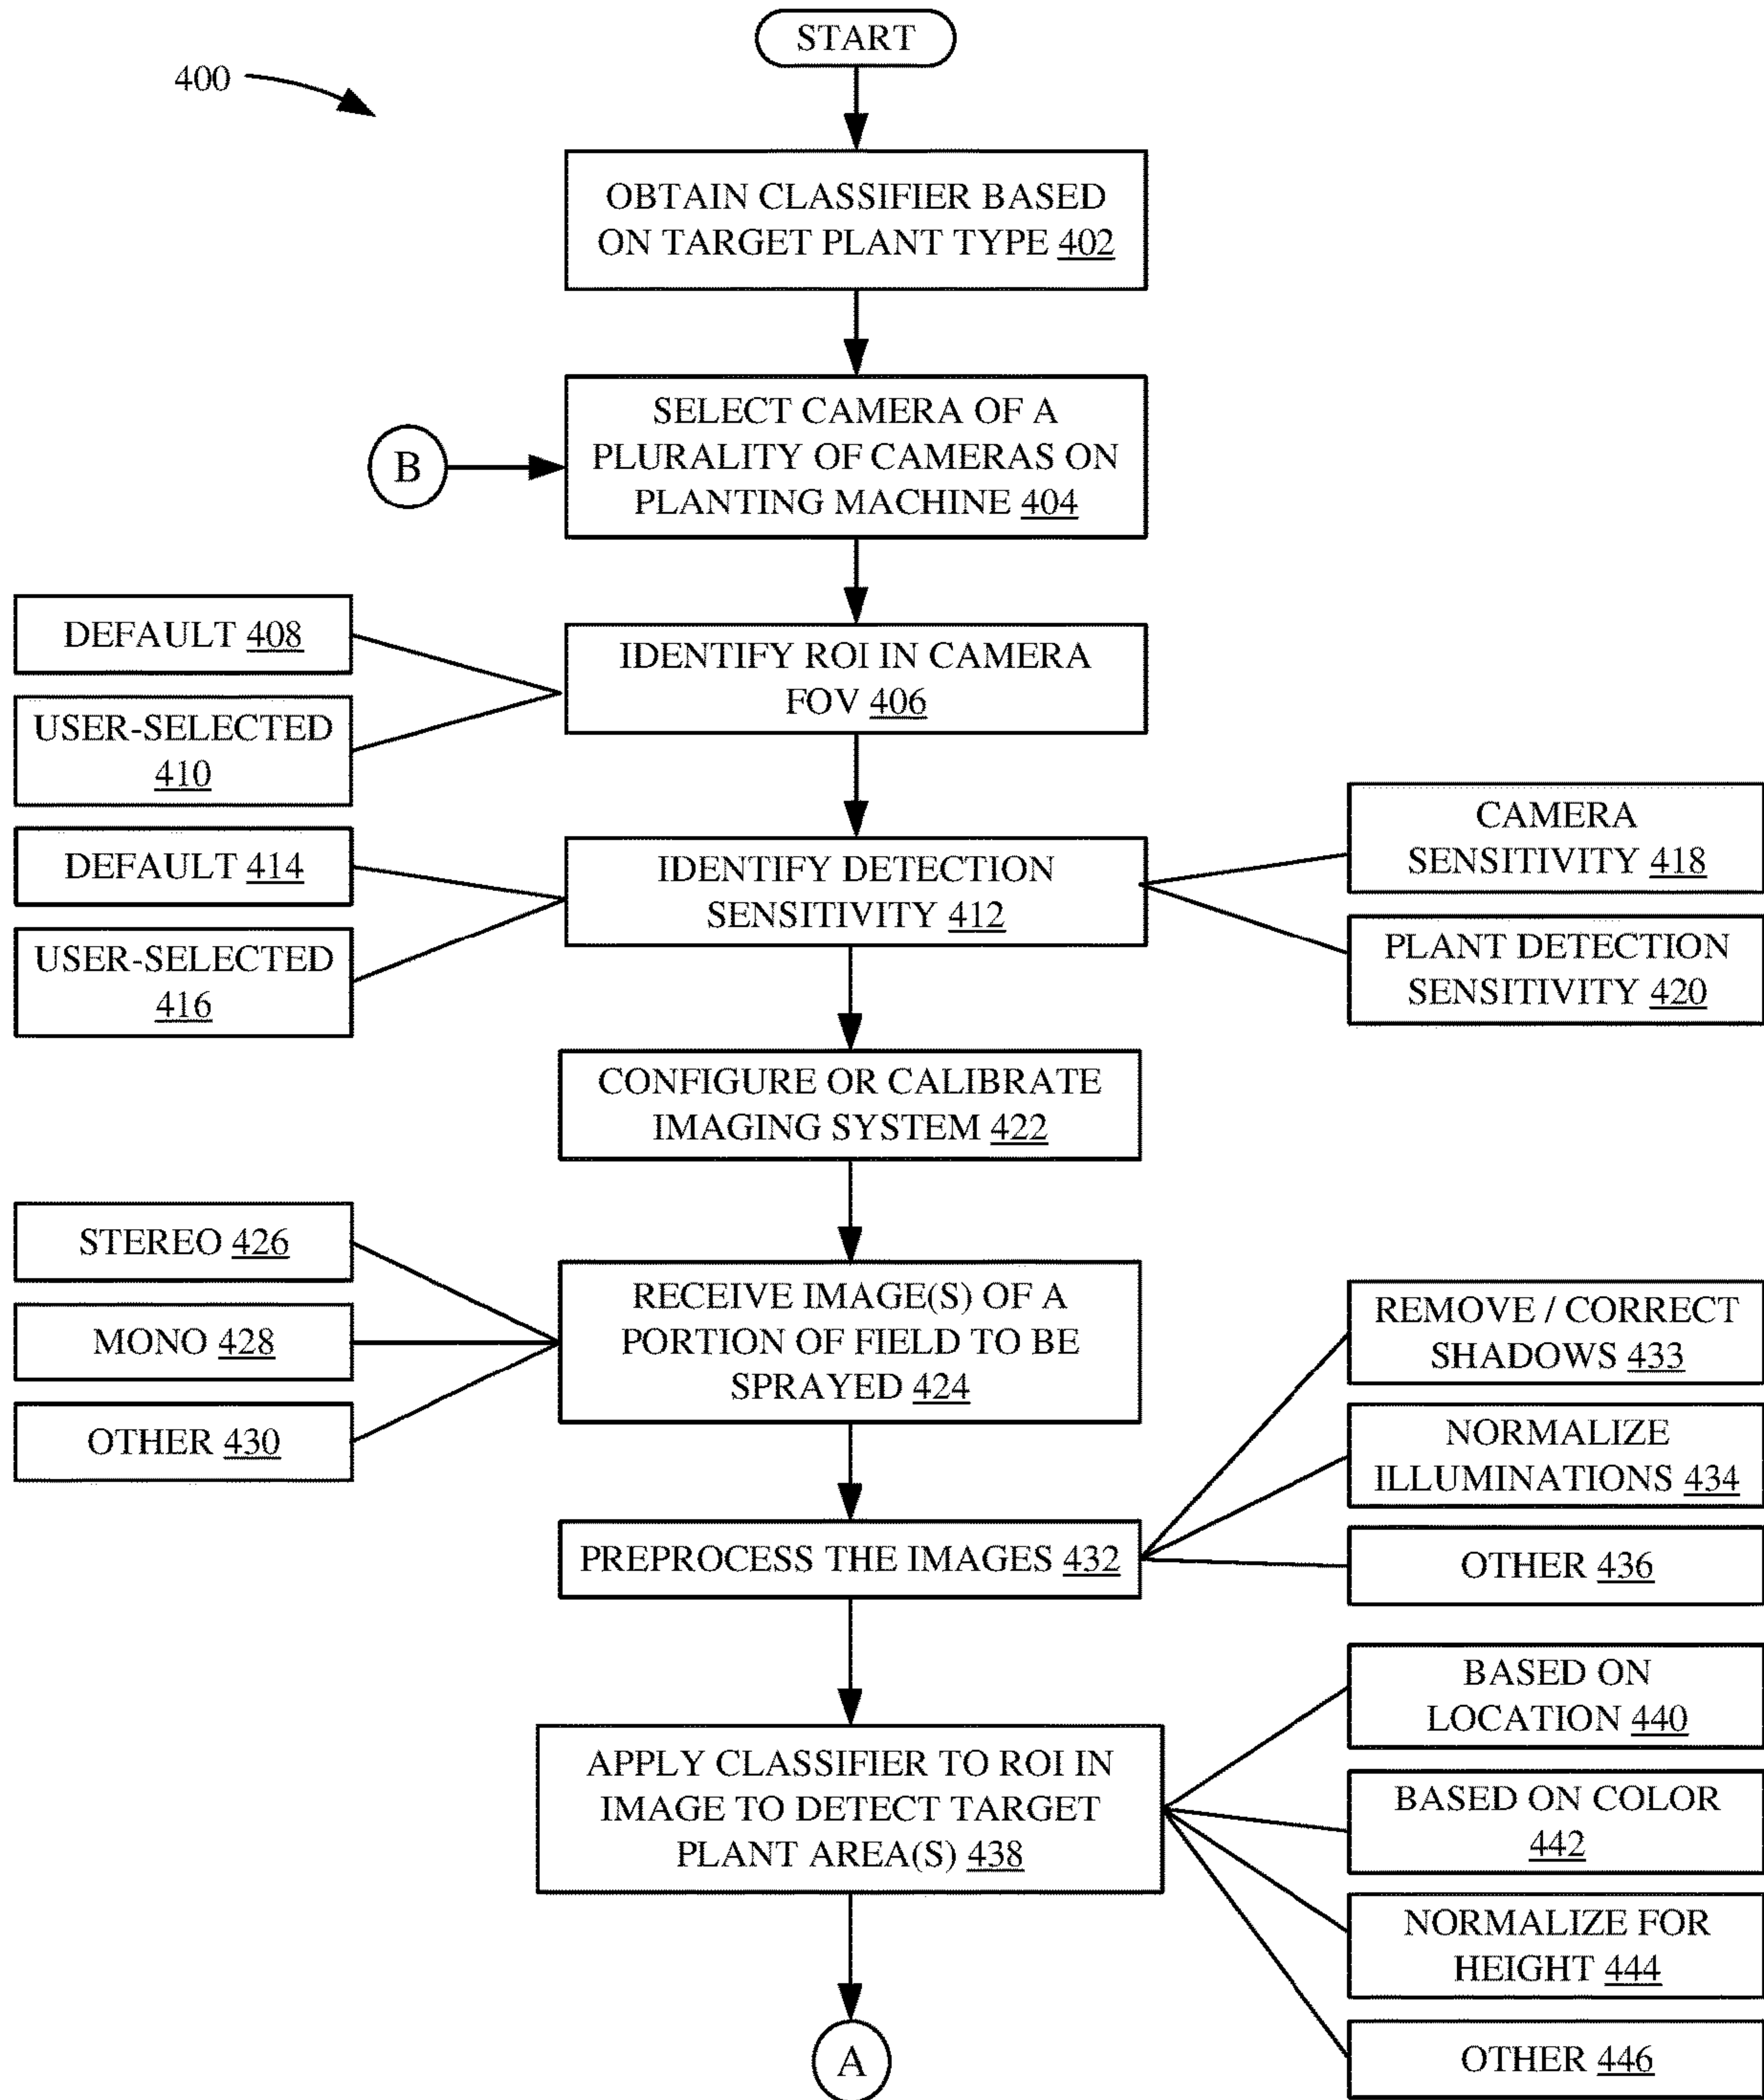 START
400
OBTAIN CLASSIFIER BASED
ON TARGET PLANT TYPE 402
SELECT CAMERA OF A
PLURALITY OF CAMERAS ON
PLANTING MACHINE 404
B
DEFAULT 408
USER-SELECTED
410
IDENTIFY ROI IN CAMERA
FOV 406
DEFAULT 414
USER-SELECTED
416
IDENTIFY DETECTION
SENSITIVITY 412
CAMERA
SENSITIVITY 418
PLANT DETECTION
SENSITIVITY 420
CONFIGURE OR CALIBRATE
IMAGING SYSTEM 422
STEREO 426
MONO 428
OTHER 430
RECEIVE IMAGE(S) OF A
PORTION OF FIELD TO BE
SPRAYED 424
REMOVE / CORRECT
SHADOWS 433
NORMALIZE
ILLUMINATIONS 434
OTHER 436
PREPROCESS THE IMAGES 432
BASED ON
LOCATION 440
BASED ON COLOR
442
NORMALIZE FOR
HEIGHT 444
OTHER 446
APPLY CLASSIFIER TO ROI IN
IMAGE TO DETECT TARGET
PLANT AREA(S) 438
A